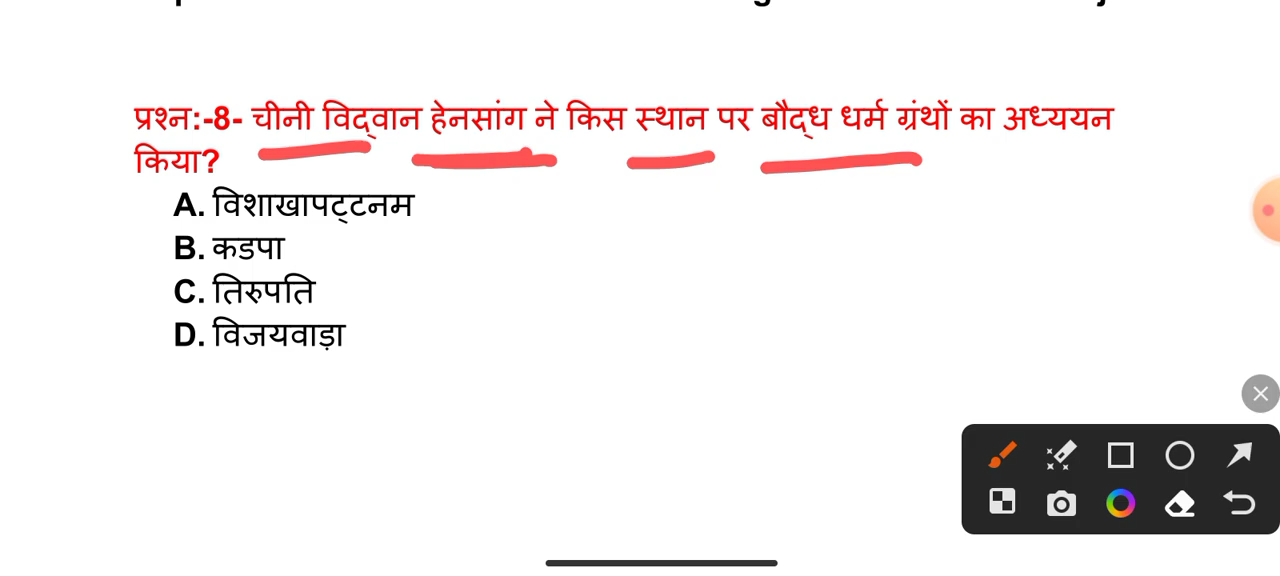 प्रश्न:-8- चीनी विद्वान हेनसांग ने किस स्थान पर बौद्ध धर्म ग्रंथों का अध्ययन
किया?
A. विशाखापट्टनम
B. कडपा
C. तिरुपति
D. विजयवाड़ा